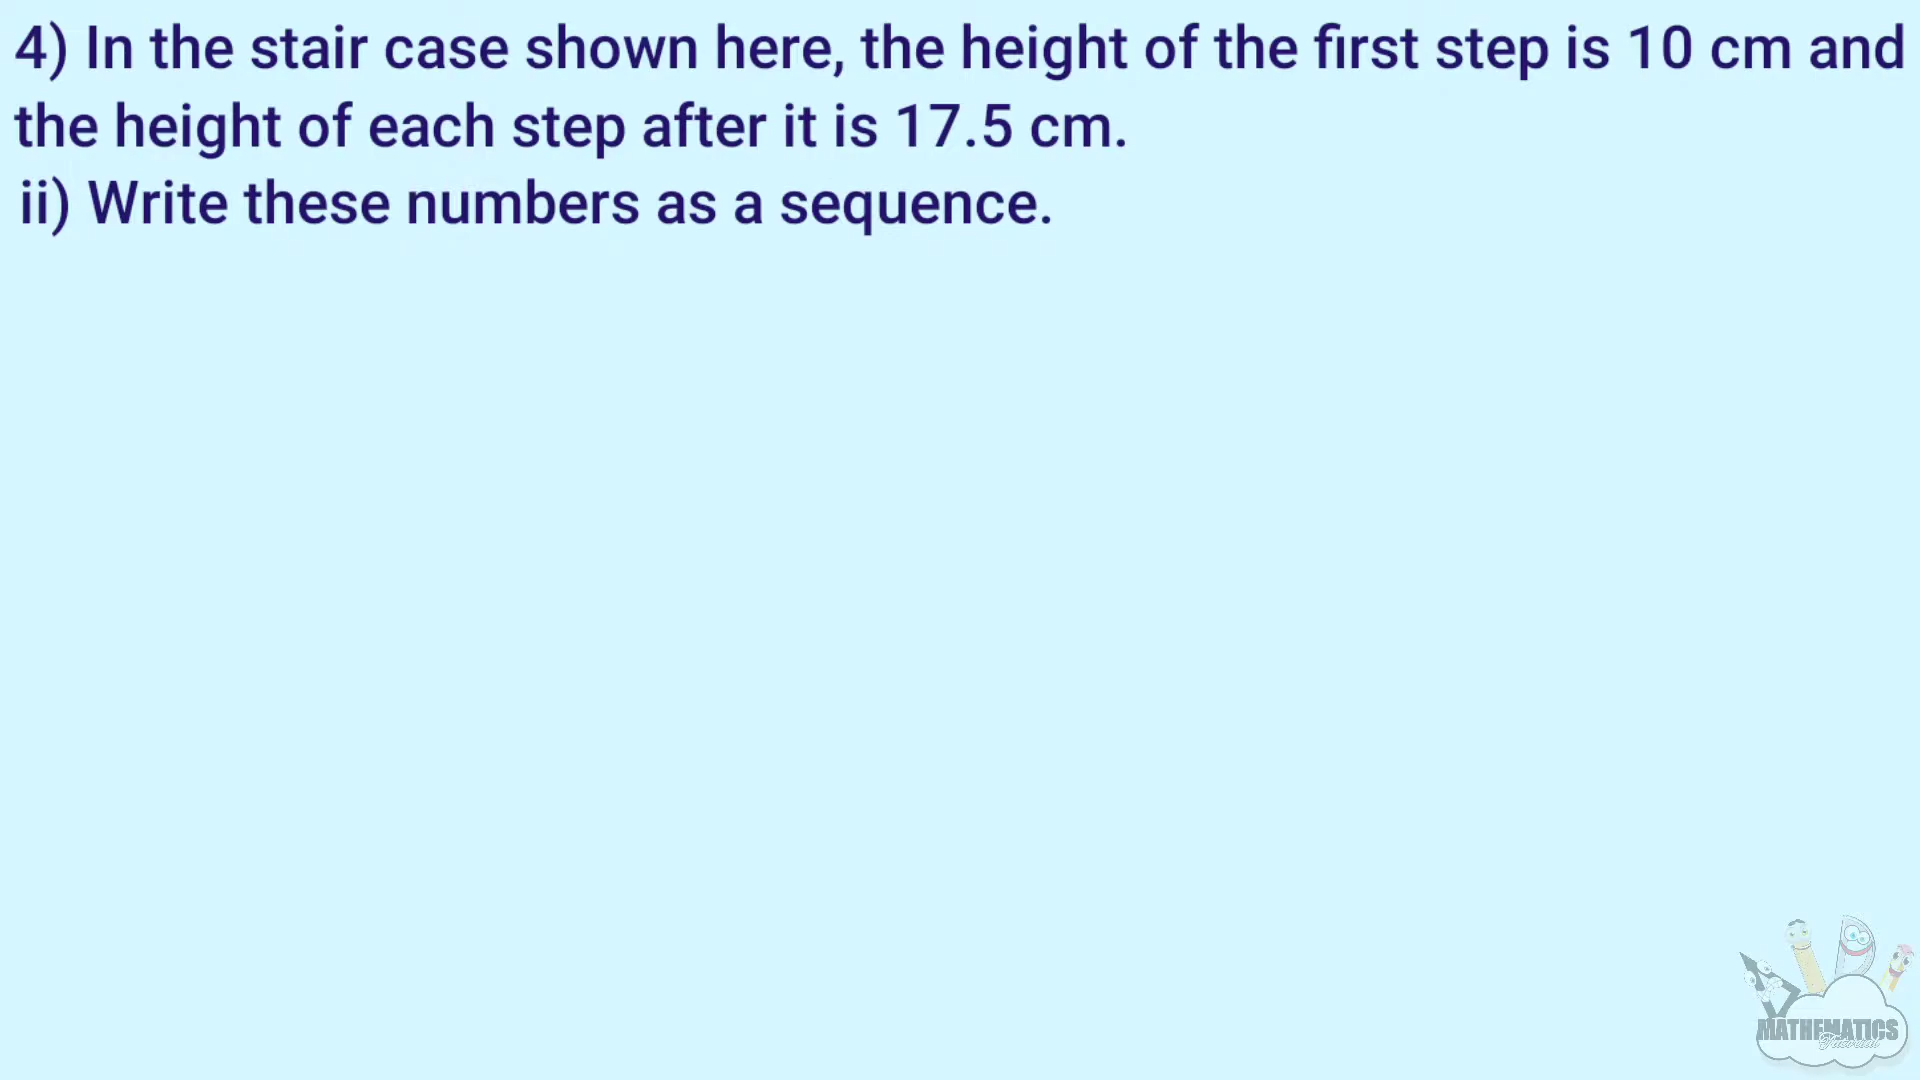 4) In the stair case shown here, the height of the first step is 10 cm and
the height of each step after it is 17.5 cm.
ii) Write these numbers as a sequence.
MATHEMATICS
Tutorial